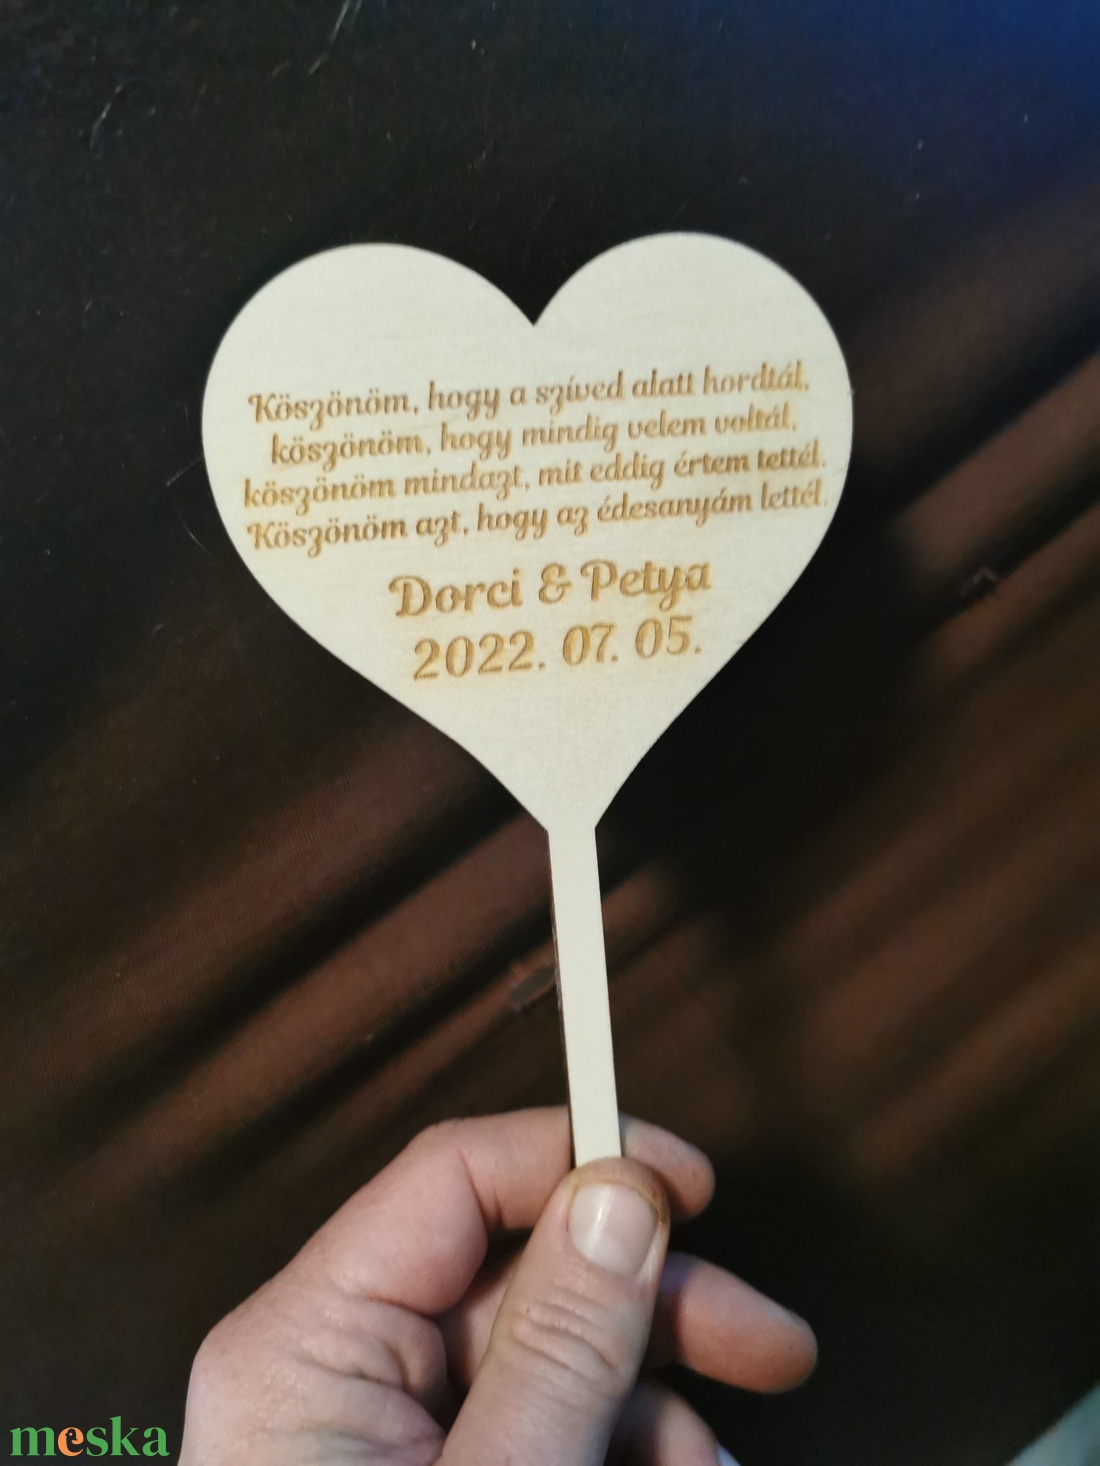 Köszönöm, hogy a szíved alatt hordtál,
köszönöm, hogy mindig velem voltál,
köszönöm mindazt, mit eddig értem tettél.
Köszönöm azt, hogy az édesanyám lettél.
Dorci & Petya
2022. 07. 05.
meska